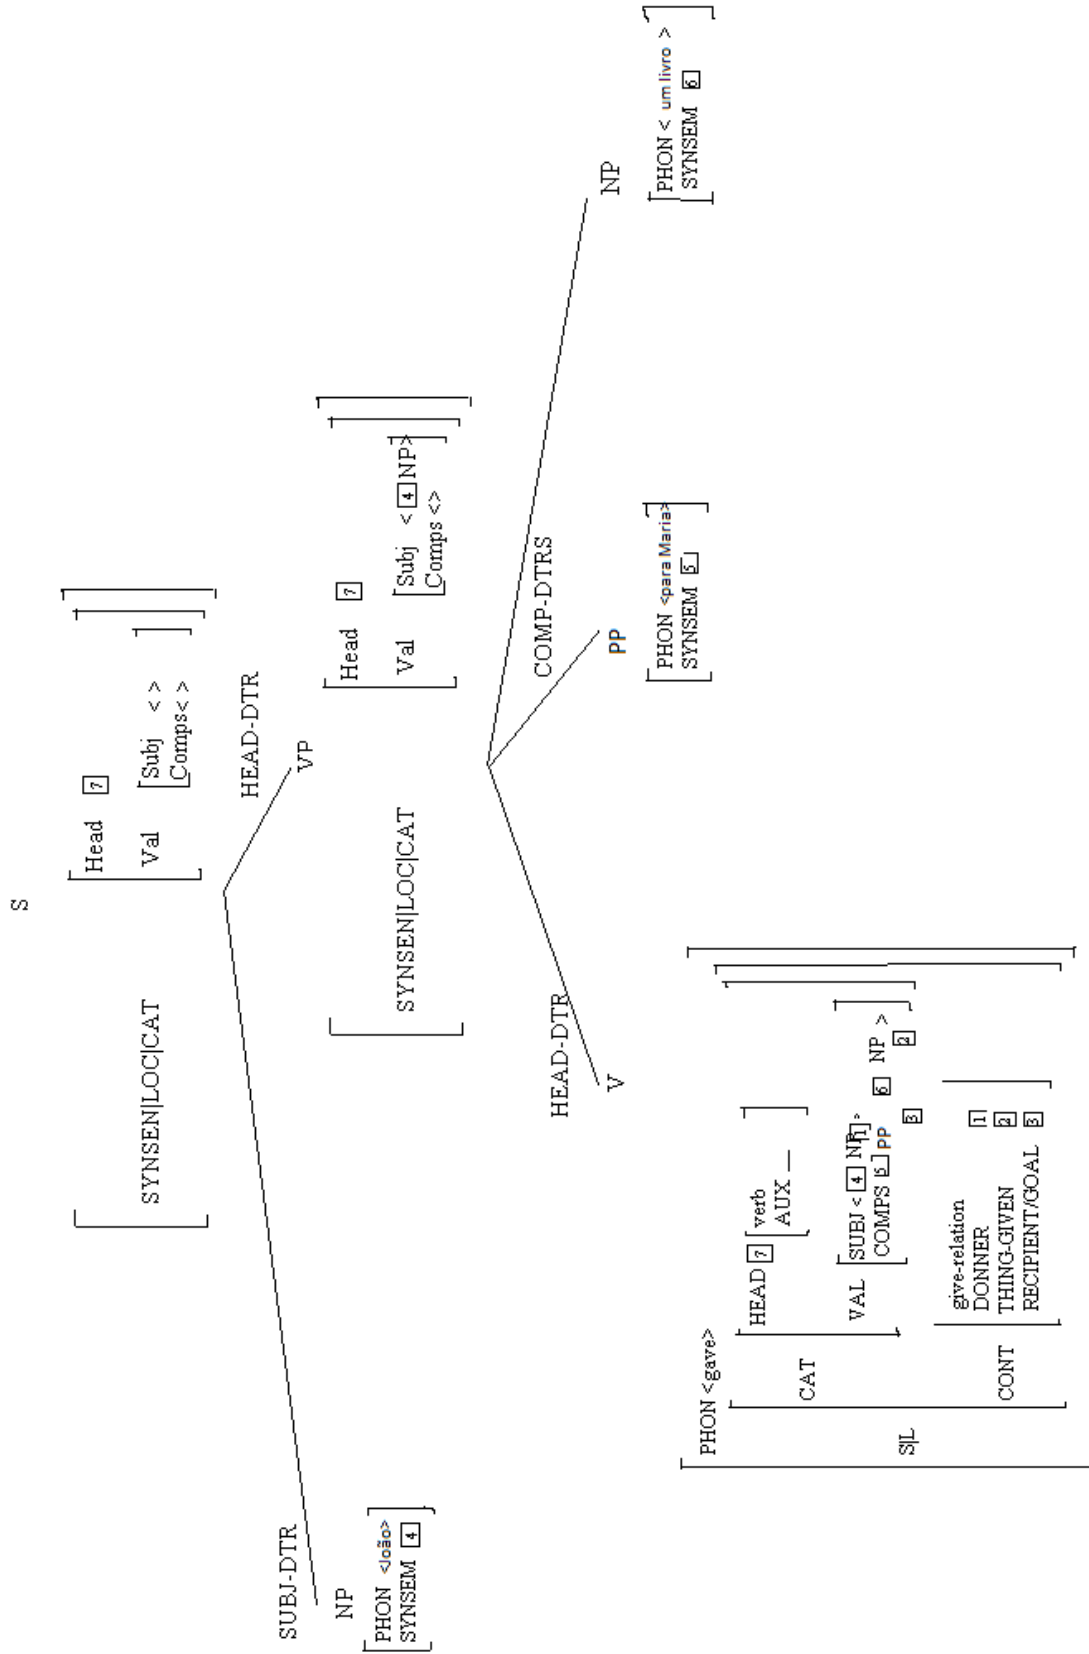 S
SYNSEN|LOC|CAT
Head 7
Val
Subj < >
Comps< >
SUBJ-DTR
HEAD-DTR
NP
VP
PHON <João>
SYNSEM 4
SYNSEN|LOC|CAT
Head 7
Val
Subj < 4 NP>
Comps <>
HEAD-DTR
COMP-DTRS
V
PP
NP
PHON <para Maria>
SYNSEM 5
PHON < um livro >
SYNSEM 6
PHON <gave>
S|L
CAT
HEAD 7
verb
AUX —
VAL
SUBJ < 4 NP 1 >
COMPS 5 PP 3 6 NP 2 >
CONT
give-relation
DONNER 1
THING-GIVEN 2
RECIPIENT/GOAL 3